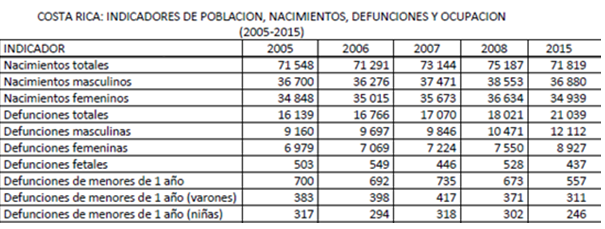 COSTA RICA: INDICADORES DE POBLACION, NACIMIENTOS, DEFUNCIONES Y OCUPACION
(2005-2015)
INDICADOR 2005 2006 2007 2008 2015
Nacimientos totales 71 548 71 291 73 144 75 187 71 819
Nacimientos masculinos 36 700 36 276 37 471 38 553 36 880
Nacimientos femeninos 34 848 35 015 35 673 36 634 34 939
Defunciones totales 16 139 16 766 17 070 18 021 21 039
Defunciones masculinas 9 160 9 697 9 846 10 471 12 112
Defunciones femeninas 6 979 7 069 7 224 7 550 8 927
Defunciones fetales 503 549 446 528 437
Defunciones de menores de 1 año 700 692 735 673 557
Defunciones de menores de 1 año (varones) 383 398 417 371 311
Defunciones de menores de 1 año (niñas) 317 294 318 302 246